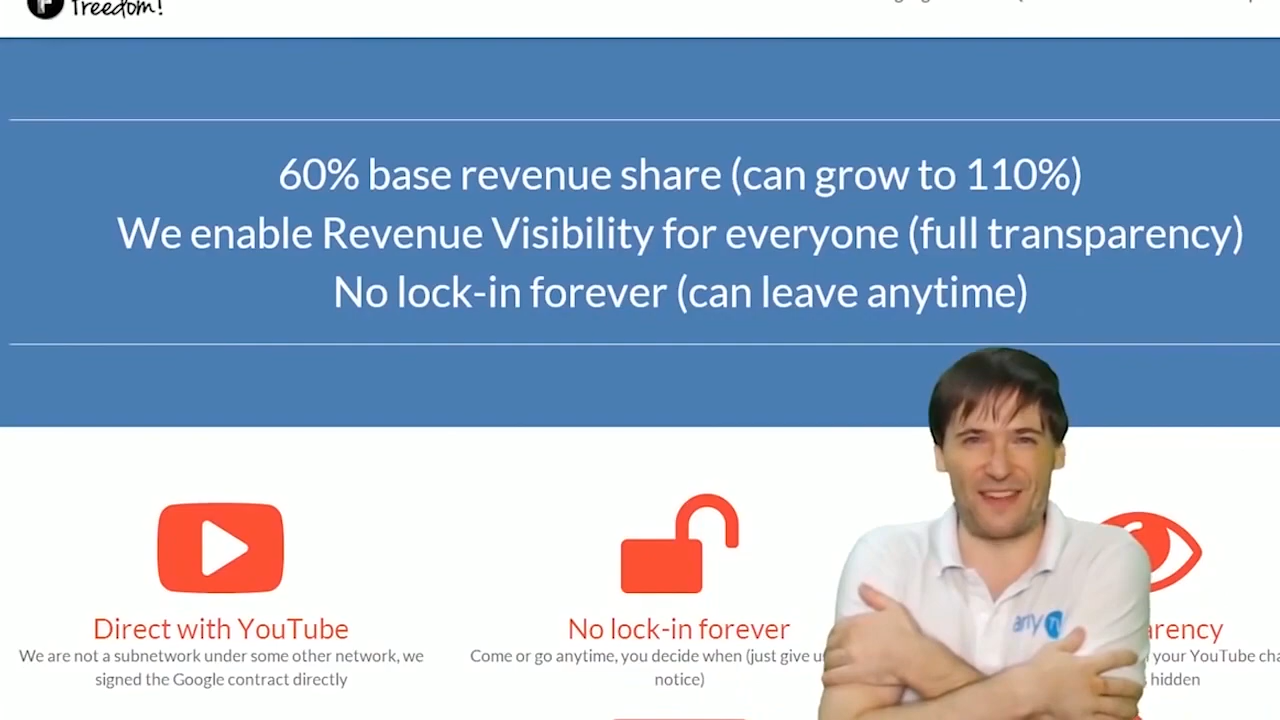 freedom!
60% base revenue share (can grow to 110%)
We enable Revenue Visibility for everyone (full transparency)
No lock-in forever (can leave anytime)
Direct with YouTube
No lock-in forever
We are not a subnetwork under some other network, we
signed the Google contract directly
Come or go anytime, you decide when (just give us
notice)
your YouTube
hidden
any TV